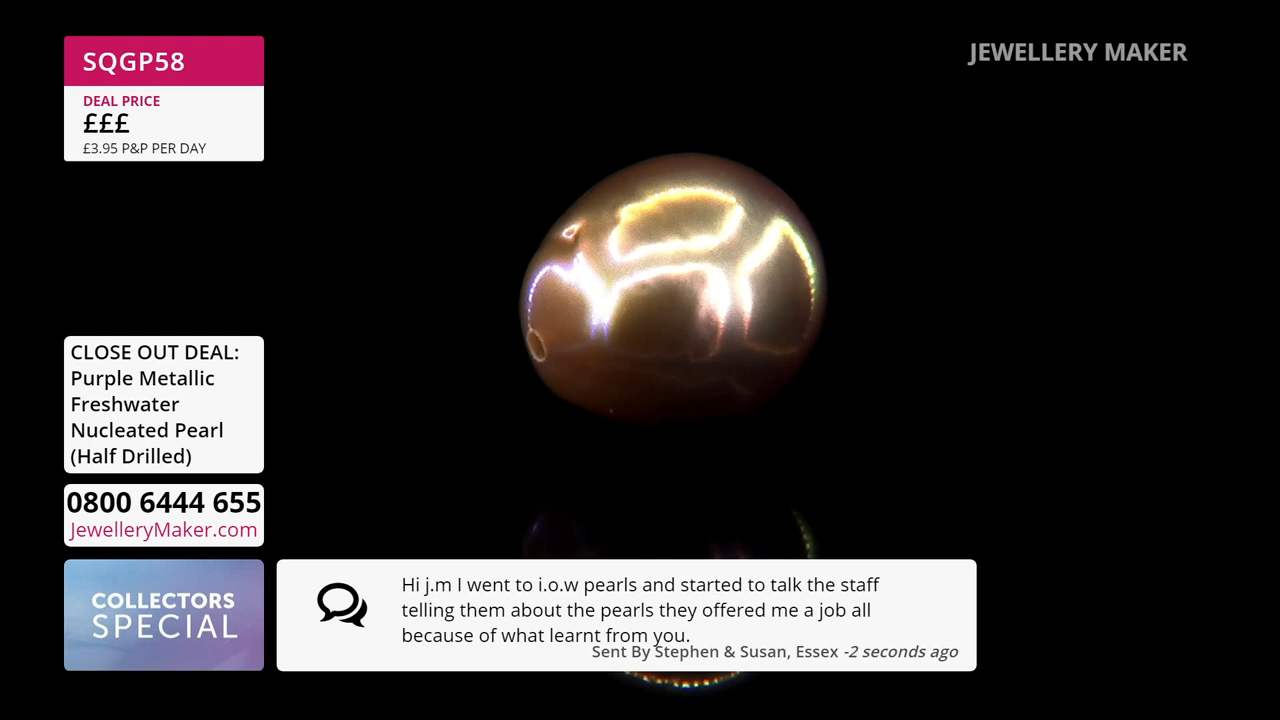 SQGP58
DEAL PRICE
£££
£3.95 P&P PER DAY
JEWELLERY MAKER
CLOSE OUT DEAL:
Purple Metallic
Freshwater
Nucleated Pearl
(Half Drilled)
0800 6444 655
JewelleryMaker.com
COLLECTORS
SPECIAL
Hi j.m I went to i.o.w pearls and started to talk the staff
telling them about the pearls they offered me a job all
because of what learnt from you.
Sent By Stephen & Susan, Essex -2 seconds ago